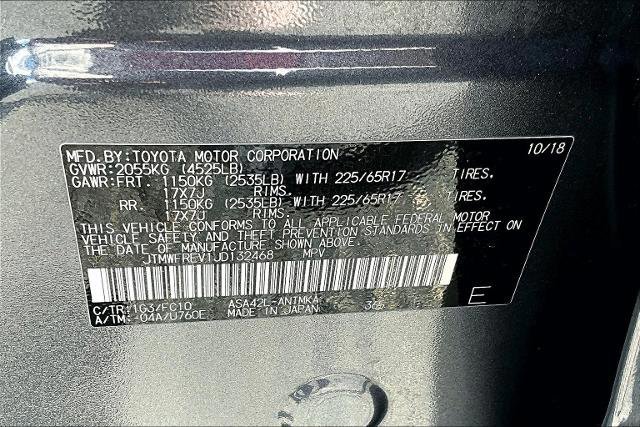 MFD.BY:TOYOTA MOTOR CORPORATION 10/18
GVWR:2055KG (4525LB)
GAWR:FRT. 1150KG (2535LB) WITH 225/65R17 TIRES,
17X7J RIMS.
RR. 1150KG (2535LB) WITH 225/65R17 TIRES,
17X7J RIMS.
THIS VEHICLE CONFORMS TO ALL APPLICABLE FEDERAL MOTOR
VEHICLE SAFETY AND THEFT PREVENTION STANDARDS IN EFFECT ON
THE DATE OF MANUFACTURE SHOWN ABOVE.
JTMWFREV1JD132468 MPV
C/TR:1G3/FC10 ASA42L-ANTMKA 36
A/TM:-04A/U760E MADE IN JAPAN E